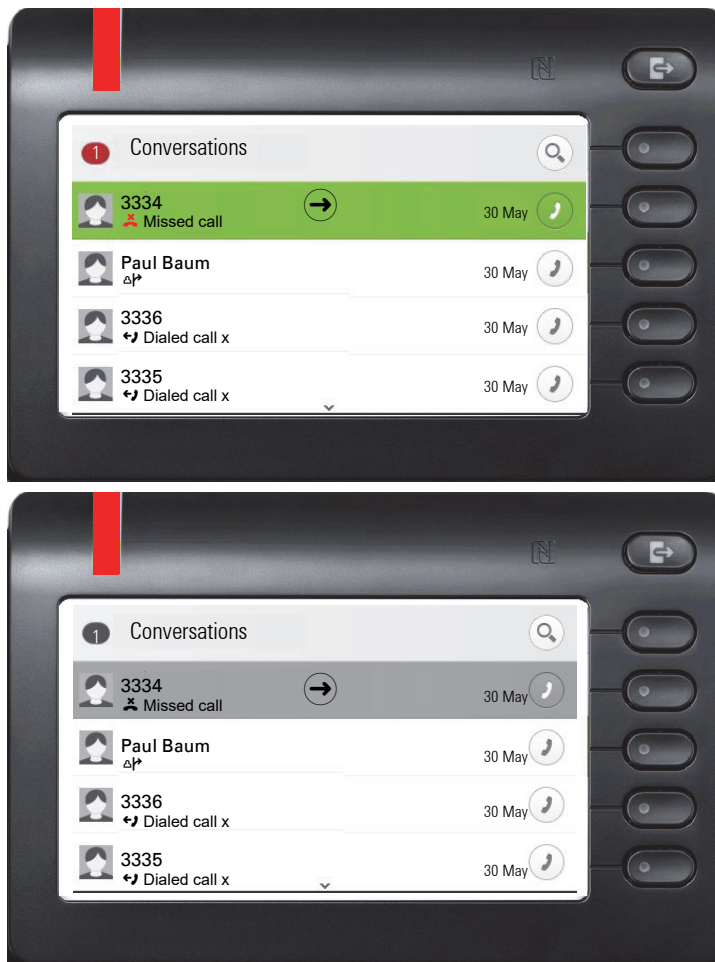 1 Conversations
3334
Missed call
30 May
Paul Baum
30 May
3336
Dialed call x
30 May
3335
Dialed call x
30 May
1 Conversations
3334
Missed call
30 May
Paul Baum
30 May
3336
Dialed call x
30 May
3335
Dialed call x
30 May